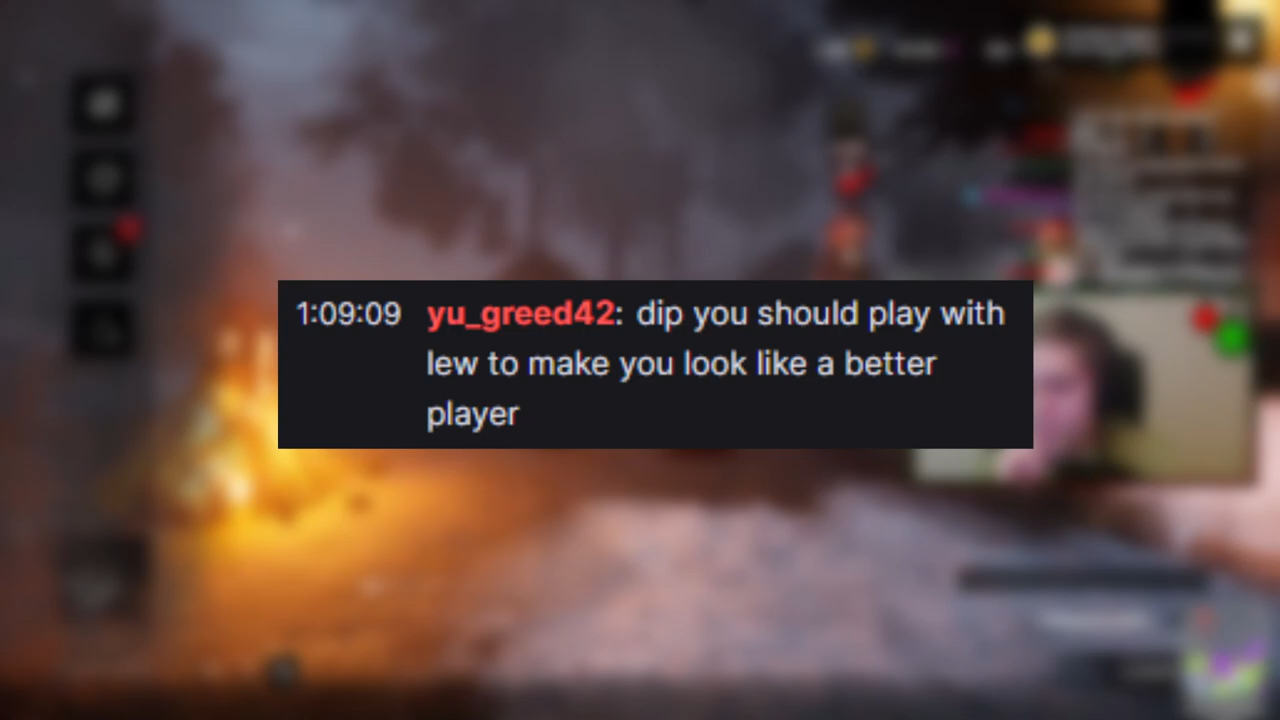 1:09:09 yu_greed42: dip you should play with
lew to make you look like a better
player